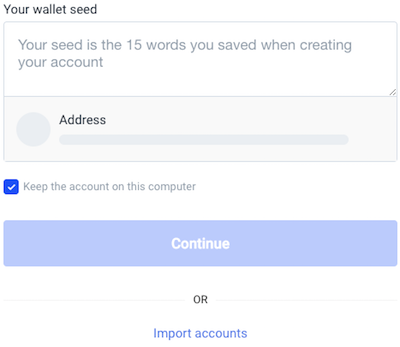 Your wallet seed
Your seed is the 15 words you saved when creating
your account
Address
Keep the account on this computer
Continue
OR
Import accounts